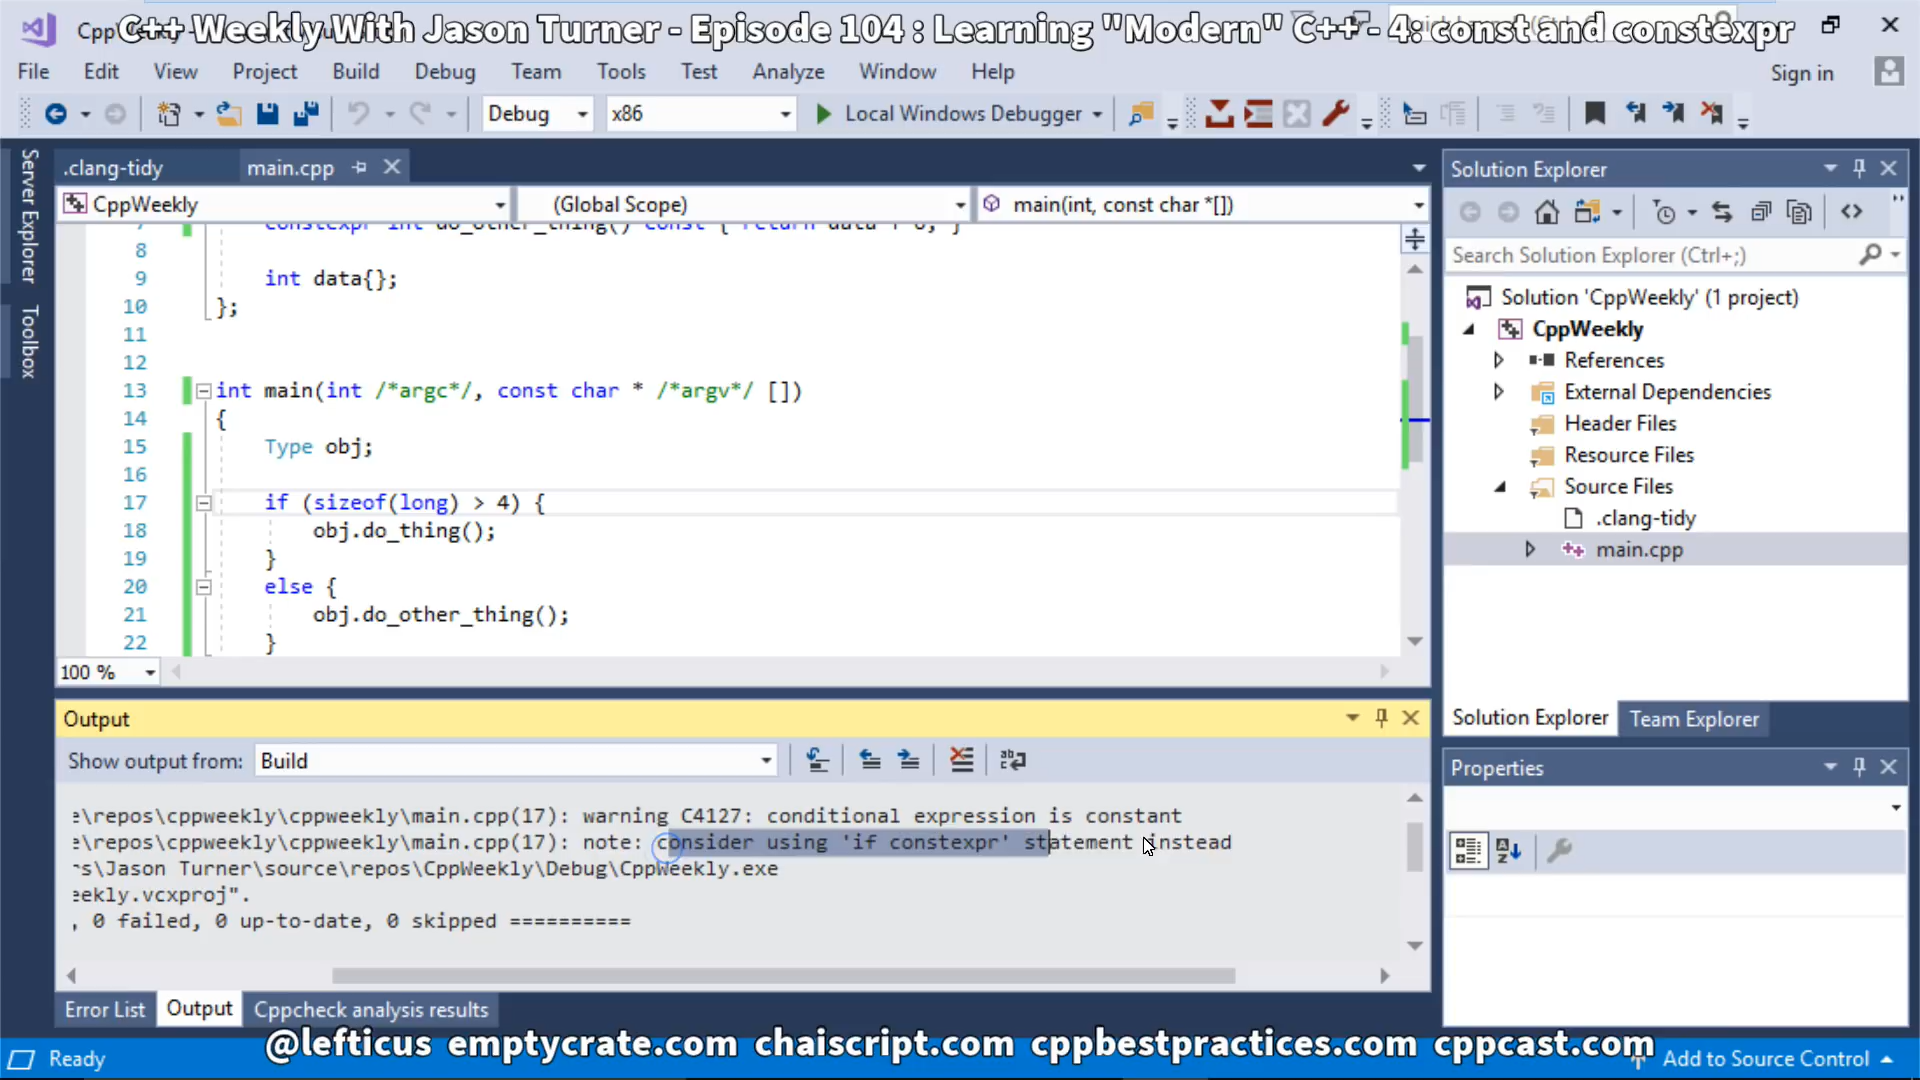 C++ Weekly With Jason Turner - Episode 104 : Learning "Modern" C++ - 4: const and constexpr
File Edit View Project Build Debug Team Tools Test Analyze Window Help
Sign in
Debug x86 Local Windows Debugger
Server Explorer
Toolbox
.clang-tidy main.cpp
CppWeekly (Global Scope) main(int, const char *[])
8
9 int data{};
10 };
11
12
13 int main(int /*argc*/, const char * /*argv*/ [])
14 {
15 Type obj;
16
17 if (sizeof(long) > 4) {
18 obj.do_thing();
19 }
20 else {
21 obj.do_other_thing();
22 }
100 %
Output
Show output from: Build
e\repos\cppweekly\cppweekly\main.cpp(17): warning C4127: conditional expression is constant
e\repos\cppweekly\cppweekly\main.cpp(17): note: consider using 'if constexpr' statement instead
rs\Jason Turner\source\repos\CppWeekly\Debug\CppWeekly.exe
eekly.vcxproj".
, 0 failed, 0 up-to-date, 0 skipped ==========
Error List Output Cppcheck analysis results
Solution Explorer
Search Solution Explorer (Ctrl+;)
Solution 'CppWeekly' (1 project)
CppWeekly
References
External Dependencies
Header Files
Resource Files
Source Files
.clang-tidy
main.cpp
Solution Explorer Team Explorer
Properties
@lefticus emptycrate.com chaiscript.com cppbestpractices.com cppcast.com
Ready
Add to Source Control